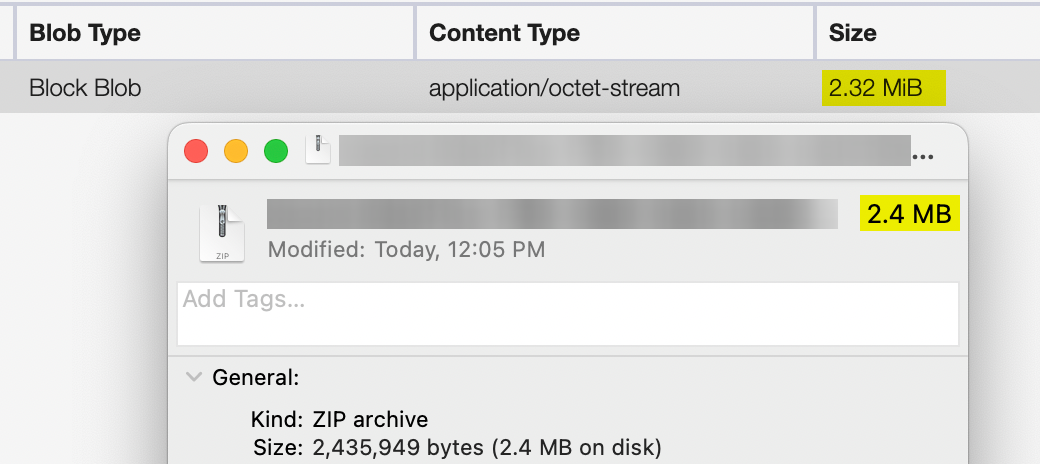 Blob Type Content Type Size
Block Blob application/octet-stream 2.32 MiB
...
2.4 MB
Modified: Today, 12:05 PM
ZIP
Add Tags...
General:
Kind: ZIP archive
Size: 2,435,949 bytes (2.4 MB on disk)